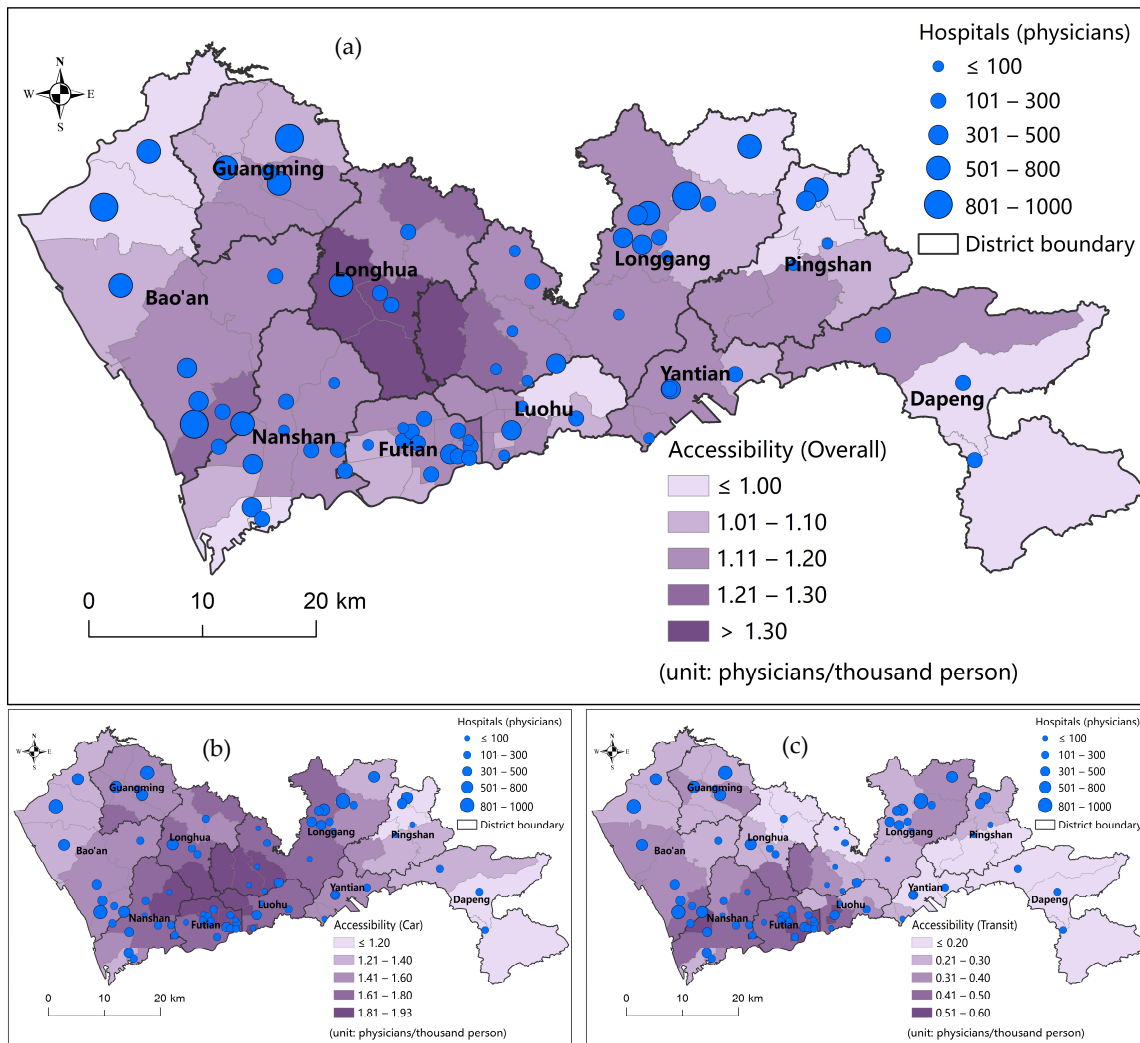 (a)
N
W E
S
Hospitals (physicians)
≤ 100
101 – 300
301 – 500
501 – 800
801 – 1000
District boundary
Guangming
Longhua
Bao'an
Longgang
Pingshan
Yantian
Dapeng
Luohu
Nanshan
Futian
Accessibility (Overall)
≤ 1.00
1.01 – 1.10
1.11 – 1.20
1.21 – 1.30
> 1.30
(unit: physicians/thousand person)
0 10 20 km
(b)
N
W E
S
Hospitals (physicians)
≤ 100
101 – 300
301 – 500
501 – 800
801 – 1000
District boundary
Guangming
Longhua
Bao'an
Longgang
Pingshan
Yantian
Dapeng
Luohu
Nanshan
Futian
Accessibility (Car)
≤ 1.20
1.21 – 1.40
1.41 – 1.60
1.61 – 1.80
1.81 – 1.93
(unit: physicians/thousand person)
0 10 20 km
(c)
N
W E
S
Hospitals (physicians)
≤ 100
101 – 300
301 – 500
501 – 800
801 – 1000
District boundary
Guangming
Longhua
Bao'an
Longgang
Pingshan
Yantian
Dapeng
Luohu
Nanshan
Futian
Accessibility (Transit)
≤ 0.20
0.21 – 0.30
0.31 – 0.40
0.41 – 0.50
0.51 – 0.60
(unit: physicians/thousand person)
0 10 20 km